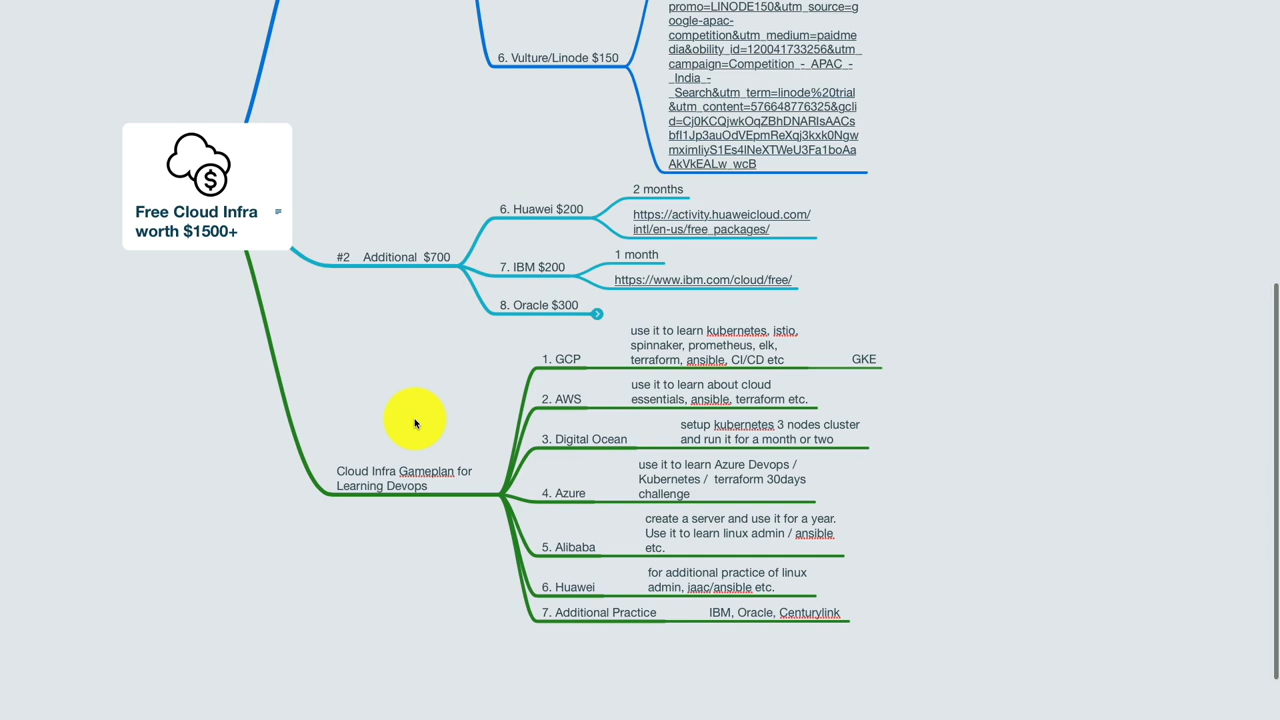 promo=LINODE150&utm_source=g
oogle-apac-
competition&utm_medium=paidme
dia&obility_id=120041733256&utm_
campaign=Competition_-_APAC_-
_India_-
_Search&utm_term=linode%20trial
&utm_content=576648776325&gcli
d=Cj0KCQjwkOqZBhDNARIsAACs
bfI1Jp3auOdVEpmReXqj3kxk0Ngw
mximIiyS1Es4lNeXTWeU3Fa1boAa
AkVkEALw_wcB
6. Vulture/Linode $150
Free Cloud Infra
worth $1500+
#2 Additional $700
6. Huawei $200
2 months
https://activity.huaweicloud.com/
intl/en-us/free_packages/
7. IBM $200
1 month
https://www.ibm.com/cloud/free/
8. Oracle $300
Cloud Infra Gameplan for
Learning Devops
1. GCP
use it to learn kubernetes, istio,
spinnaker, prometheus, elk,
terraform, ansible, CI/CD etc
GKE
2. AWS
use it to learn about cloud
essentials, ansible, terraform etc.
3. Digital Ocean
setup kubernetes 3 nodes cluster
and run it for a month or two
4. Azure
use it to learn Azure Devops /
Kubernetes / terraform 30days
challenge
5. Alibaba
create a server and use it for a year.
Use it to learn linux admin / ansible
etc.
6. Huawei
for additional practice of linux
admin, iaac/ansible etc.
7. Additional Practice
IBM, Oracle, Centurylink